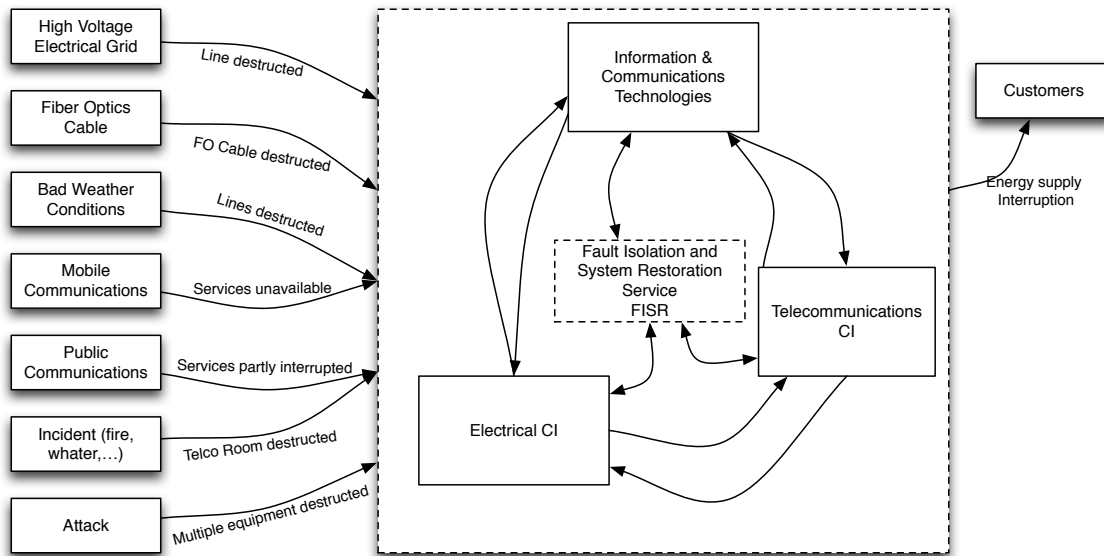 High Voltage
Electrical Grid
Line destructed
Fiber Optics
Cable
FO Cable destructed
Bad Weather
Conditions
Lines destructed
Mobile
Communications
Services unavailable
Public
Communications
Services partly interrupted
Incident (fire,
whater,...)
Telco Room destructed
Attack
Multiple equipment destructed
Information &
Communications
Technologies
Fault Isolation and
System Restoration
Service
FISR
Telecommunications
CI
Electrical CI
Customers
Energy supply
Interruption